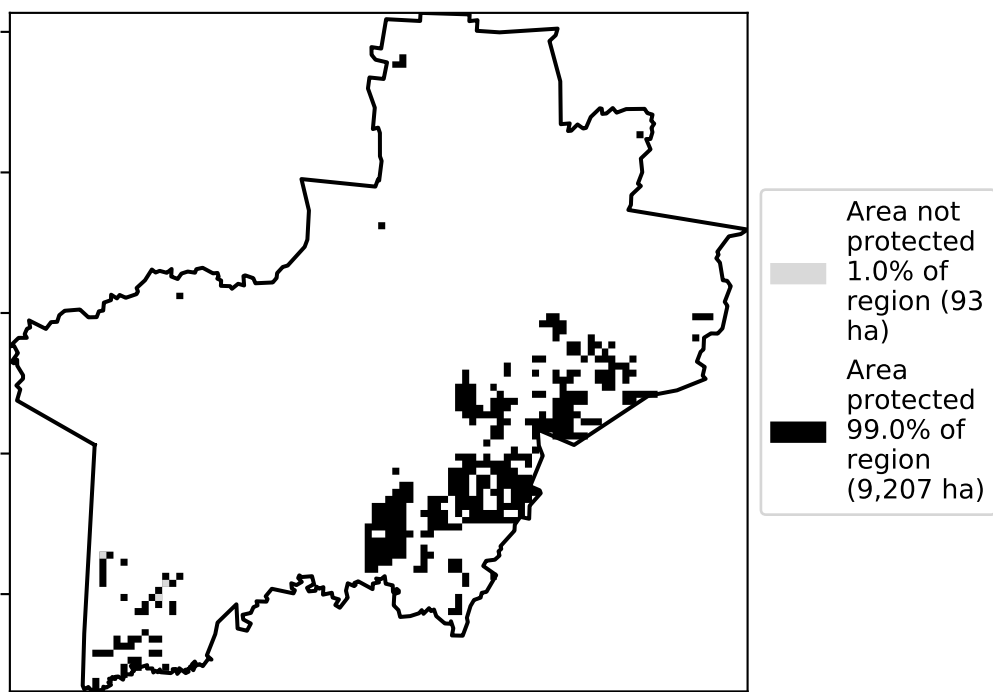 Area not
protected
1.0% of
region (93
ha)
Area
protected
99.0% of
region
(9,207 ha)